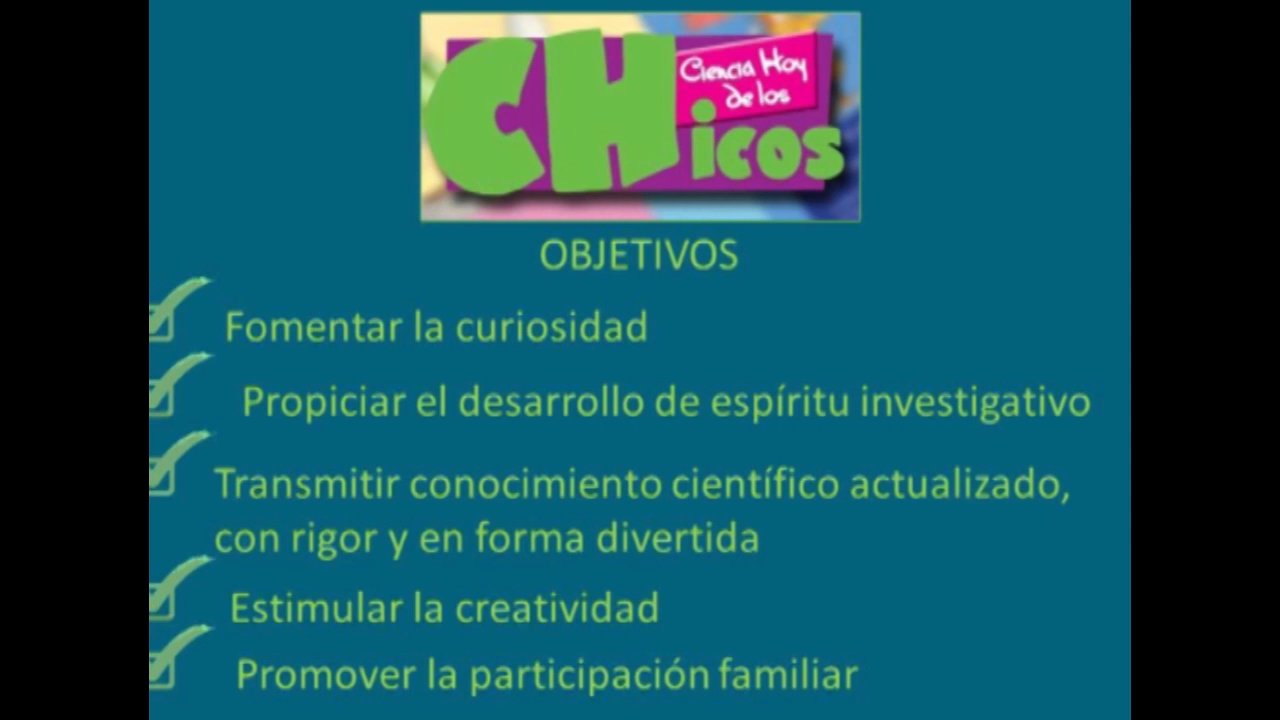 Ciencia Hoy
de los
CHicos
OBJETIVOS
Fomentar la curiosidad
Propiciar el desarrollo de espíritu investigativo
Transmitir conocimiento científico actualizado,
con rigor y en forma divertida
Estimular la creatividad
Promover la participación familiar